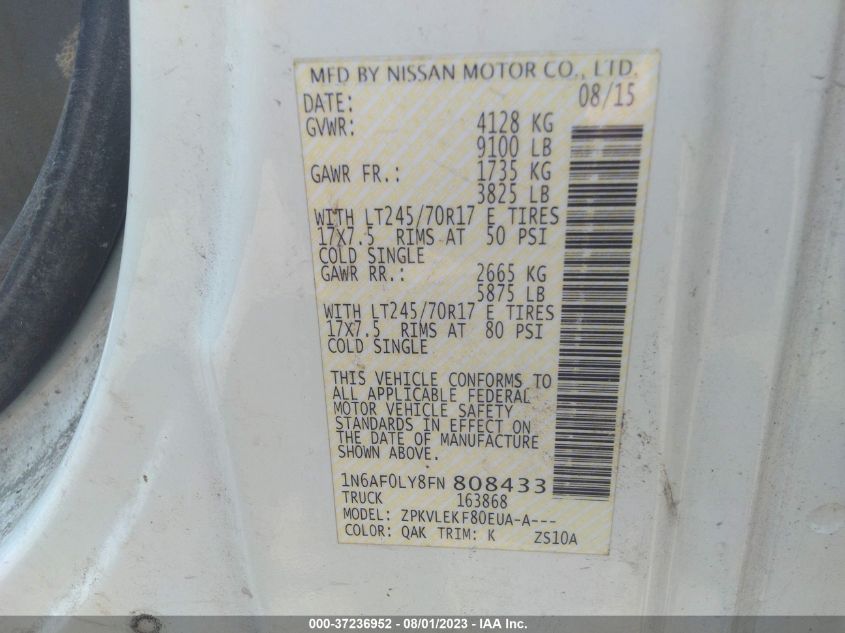 MFD BY NISSAN MOTOR CO., LTD.
DATE: 08/15
GVWR: 4128 KG
9100 LB
GAWR FR.: 1735 KG
3825 LB
WITH LT245/70R17 E TIRES
17X7.5 RIMS AT 50 PSI
COLD SINGLE
GAWR RR.: 2665 KG
5875 LB
WITH LT245/70R17 E TIRES
17X7.5 RIMS AT 80 PSI
COLD SINGLE
THIS VEHICLE CONFORMS TO
ALL APPLICABLE FEDERAL
MOTOR VEHICLE SAFETY
STANDARDS IN EFFECT ON
THE DATE OF MANUFACTURE
SHOWN ABOVE.
1N6AF0LY8FN 808433
TRUCK 163868
MODEL: ZPKVLEKF80EUA-A---
COLOR: QAK TRIM: K ZS10A
000-37236952 - 08/01/2023 - IAA Inc.